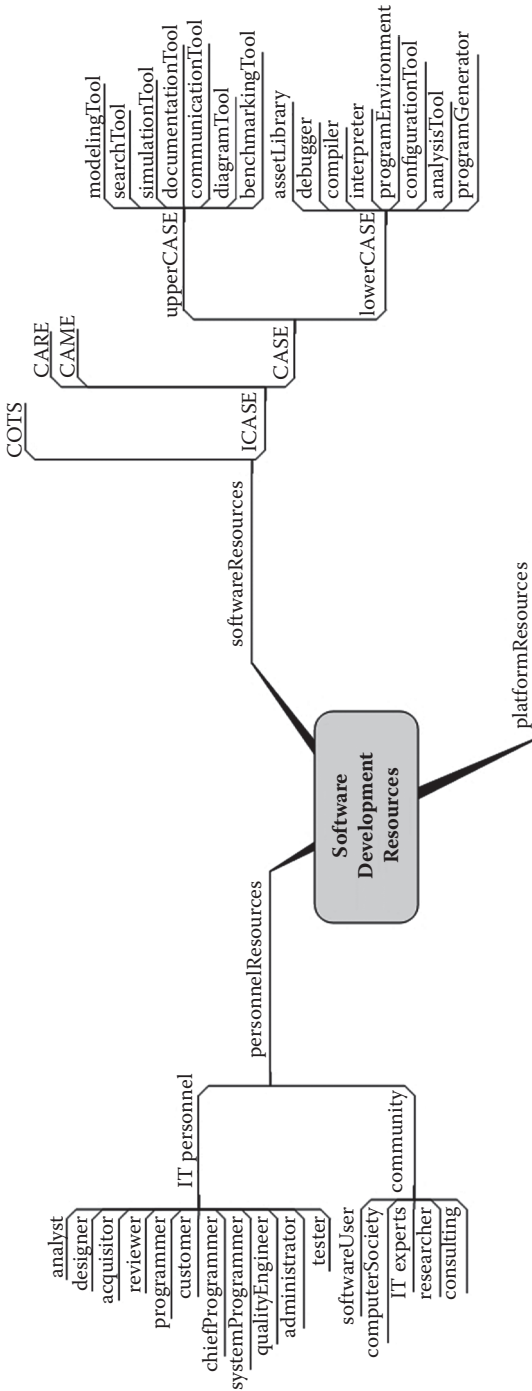 Software
Development
Resources
personnelResources
IT personnel
analyst
designer
acquisitor
reviewer
programmer
customer
chiefProgrammer
systemProgrammer
qualityEngineer
administrator
tester
community
softwareUser
computerSociety
IT experts
researcher
consulting
softwareResources
COTS
ICASE
CARE
CAME
CASE
upperCASE
modelingTool
searchTool
simulationTool
documentationTool
communicationTool
diagramTool
benchmarkingTool
lowerCASE
assetLibrary
debugger
compiler
interpreter
programEnvironment
configurationTool
analysisTool
programGenerator
platformResources